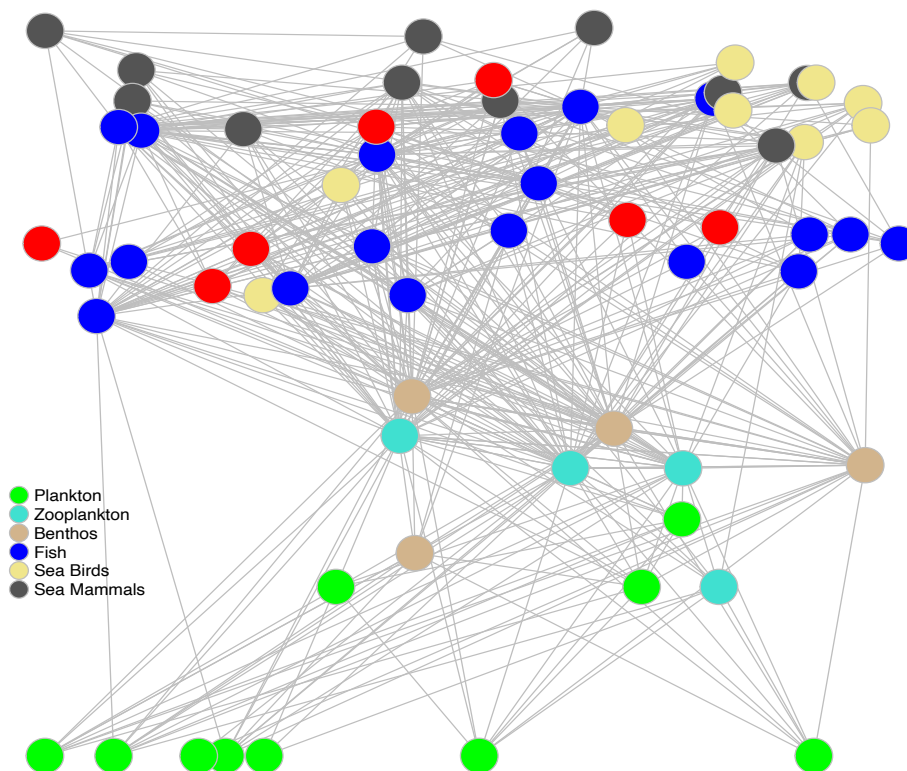 Plankton
Zooplankton
Benthos
Fish
Sea Birds
Sea Mammals